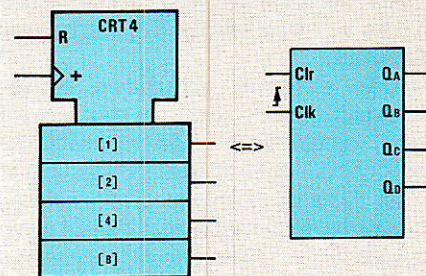 CRT4
R
+
[1]
[2]
[4]
[8]
<=>
Clr
Clk
QA
QB
QC
QD